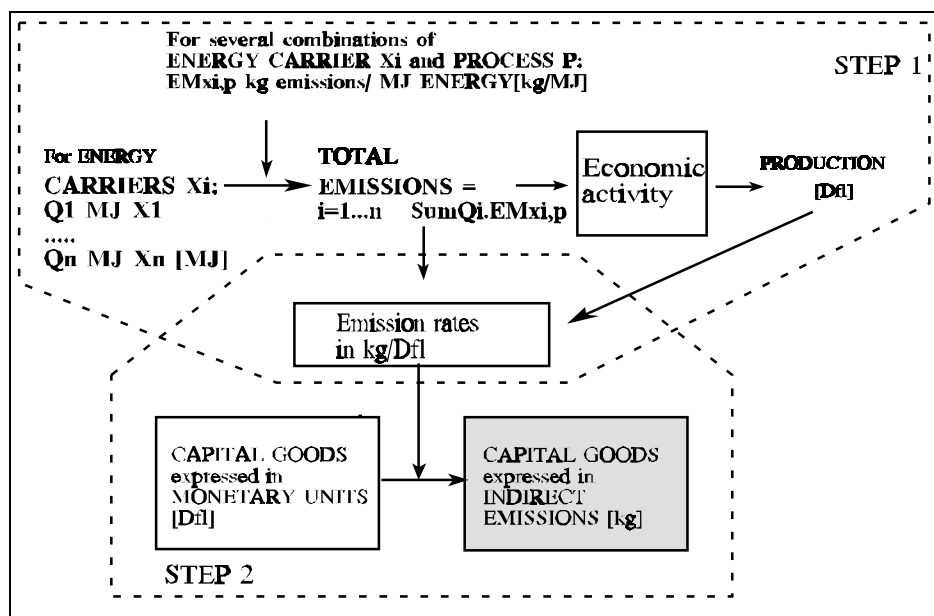 For several combinations of
ENERGY CARRIER Xi and PROCESS P:
EMxi,p kg emissions/ MJ ENERGY[kg/MJ]
STEP 1
For ENERGY
CARRIERS Xi:
Q1 MJ X1
.....
Qn MJ Xn [MJ]
TOTAL
EMISSIONS =
i=1...n SumQi.EMxi,p
Economic
activity
PRODUCTION
[Dfl]
Emission rates
in kg/Dfl
CAPITAL GOODS
expressed in
MONETARY UNITS
[Dfl]
CAPITAL GOODS
expressed in
INDIRECT
EMISSIONS [kg]
STEP 2